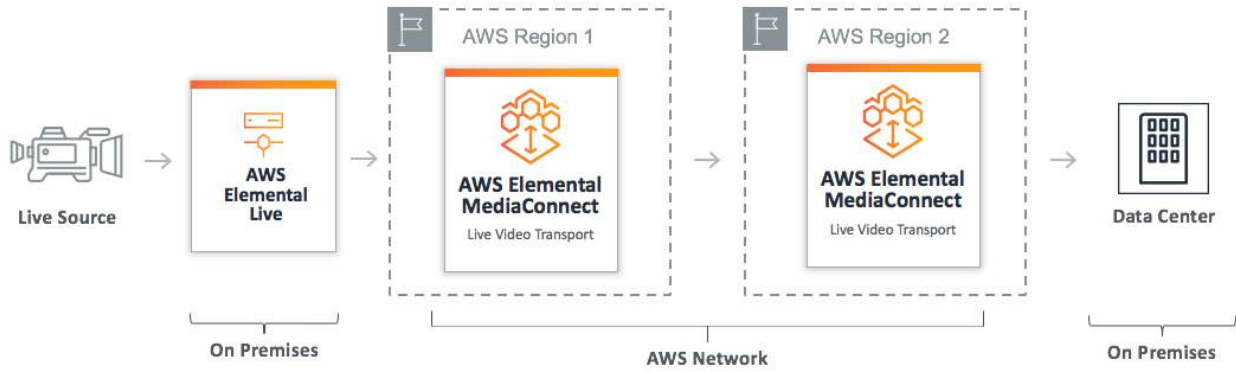 AWS Region 1
AWS Region 2
Live Source
AWS
Elemental
Live
AWS Elemental
MediaConnect
Live Video Transport
AWS Elemental
MediaConnect
Live Video Transport
Data Center
On Premises
AWS Network
On Premises